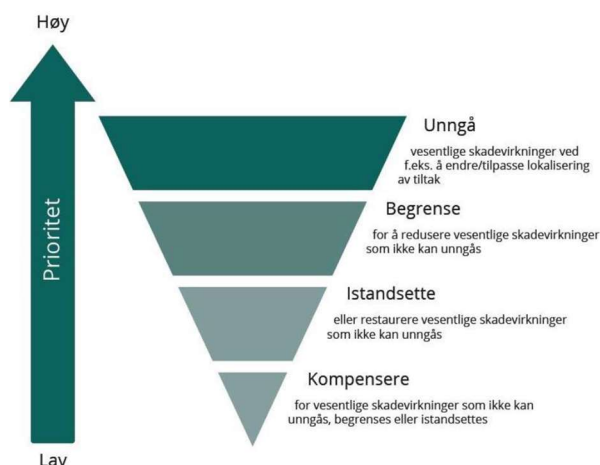 Høy
Prioritet
Lav
Unngå
vesentlige skadevirkninger ved
f.eks. å endre/tilpasse lokalisering
av tiltak
Begrense
for å redusere vesentlige skadevirkninger
som ikke kan unngås
Istandsette
eller restaurere vesentlige skadevirkninger
som ikke kan unngås
Kompensere
for vesentlige skadevirkninger som ikke kan
unngås, begrenses eller istandsettes